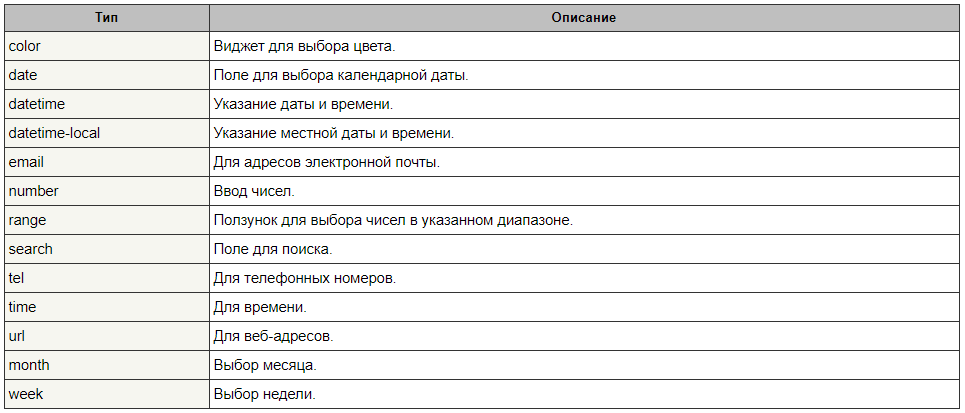 Тип Описание
color Виджет для выбора цвета.
date Поле для выбора календарной даты.
datetime Указание даты и времени.
datetime-local Указание местной даты и времени.
email Для адресов электронной почты.
number Ввод чисел.
range Ползунок для выбора чисел в указанном диапазоне.
search Поле для поиска.
tel Для телефонных номеров.
time Для времени.
url Для веб-адресов.
month Выбор месяца.
week Выбор недели.